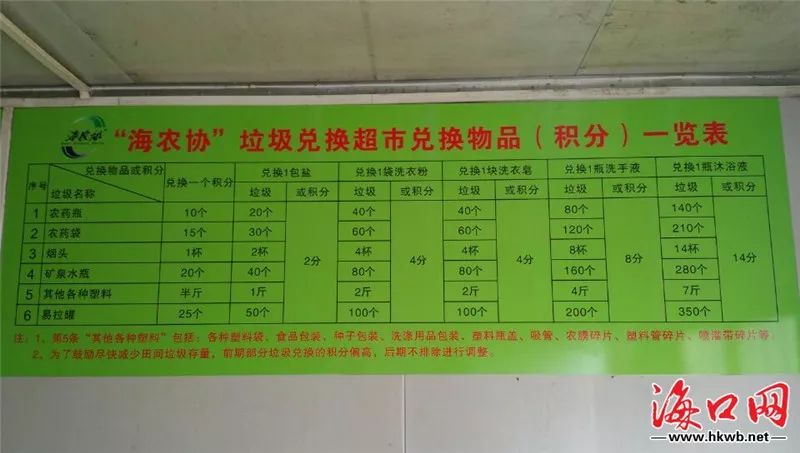 海农协
“海农协”垃圾兑换超市兑换物品（积分）一览表
序号 兑换物品或积分 垃圾名称 兑换一个积分 兑换1包盐 兑换1袋洗衣粉 兑换1块洗衣皂 兑换1瓶洗手液 兑换1瓶沐浴液
垃圾 或积分 垃圾 或积分 垃圾 或积分 垃圾 或积分 垃圾 或积分
1 农药瓶 10个 20个 40个 40个 80个 140个
2 农药袋 15个 30个 60个 60个 120个 210个
3 烟头 1杯 2杯 4杯 4杯 8杯 14杯
2分 4分 4分 8分 14分
4 矿泉水瓶 20个 40个 80个 80个 160个 280个
5 其他各种塑料 半斤 1斤 2斤 2斤 4斤 7斤
6 易拉罐 25个 50个 100个 100个 200个 350个
注：1、第5条“其他各种塑料”包括：各种塑料袋、食品包装、种子包装、洗涤用品包装、塑料瓶盖、吸管、农膜碎片、塑料管碎片、喷灌带碎片等。
2、为了鼓励尽快减少田间垃圾存量，前期部分垃圾兑换的积分偏高，后期不排除进行调整。
海口网
www.hkwb.net